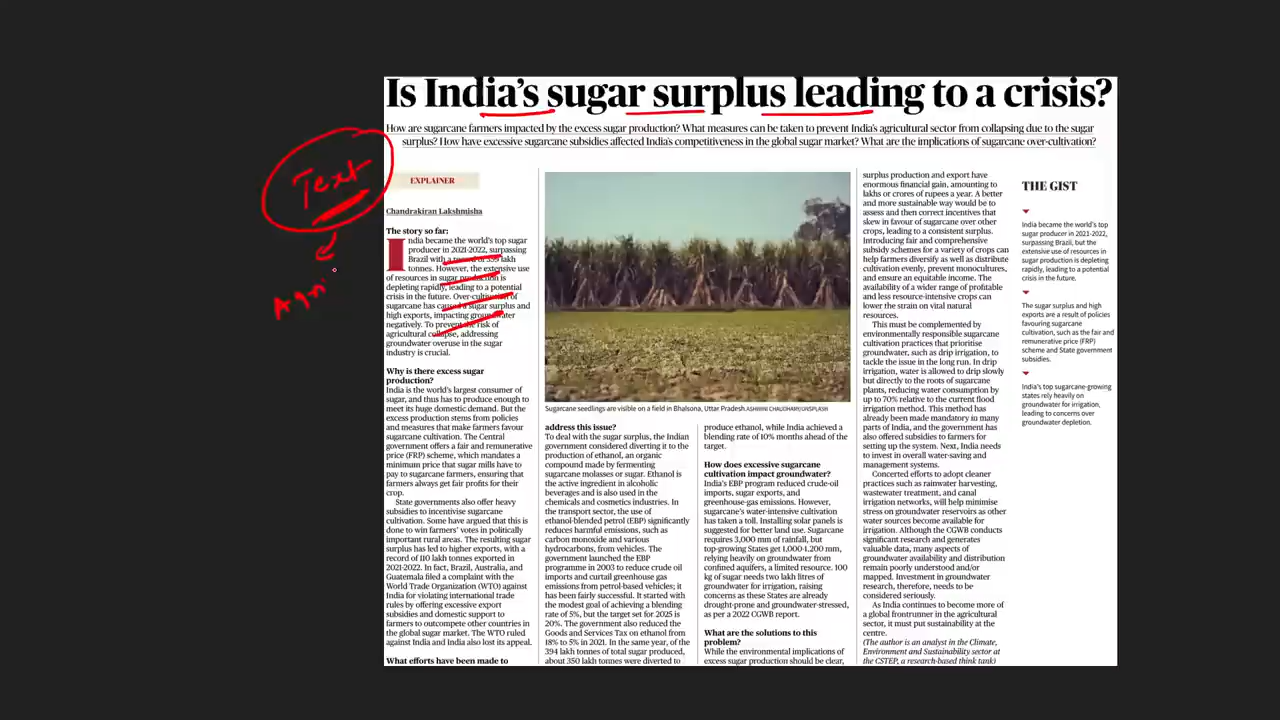 Is India's sugar surplus leading to a crisis?
How are sugarcane farmers impacted by the excess sugar production? What measures can be taken to prevent India's agricultural sector from collapsing due to the sugar
surplus? How have excessive sugarcane subsidies affected India's competitiveness in the global sugar market? What are the implications of sugarcane over-cultivation?
Text
Agri
EXPLAINER
Chandrakiran Lakshmisha
The story so far:
India became the world's top sugar
producer in 2021-2022, surpassing
Brazil with a record of 359 lakh
tonnes. However, the extensive use
of resources in sugar production is
depleting rapidly, leading to a potential
crisis in the future. Over-cultivation of
sugarcane has caused a sugar surplus and
high exports, impacting groundwater
negatively. To prevent the risk of
agricultural collapse, addressing
groundwater overuse in the sugar
industry is crucial.
Why is there excess sugar
production?
India is the world's largest consumer of
sugar, and thus has to produce enough to
meet its huge domestic demand. But the
excess production stems from policies
and measures that make farmers favour
sugarcane cultivation. The Central
government offers a fair and remunerative
price (FRP) scheme, which mandates a
minimum price that sugar mills have to
pay to sugarcane farmers, ensuring that
farmers always get fair profits for their
crop.
State governments also offer heavy
subsidies to incentivise sugarcane
cultivation. Some have argued that this is
done to win farmers' votes in politically
important rural areas. The resulting sugar
surplus has led to higher exports, with a
record of 110 lakh tonnes exported in
2021-2022. In fact, Brazil, Australia, and
Guatemala filed a complaint with the
World Trade Organization (WTO) against
India for violating international trade
rules by offering excessive export
subsidies and domestic support to
farmers to outcompete other countries in
the global sugar market. The WTO ruled
against India and India also lost its appeal.
What efforts have been made to
Sugarcane seedlings are visible on a field in Bhalsona, Uttar Pradesh. ASHWINI CHAUDHARY/UNSPLASH
address this issue?
To deal with the sugar surplus, the Indian
government considered diverting it to the
production of ethanol, an organic
compound made by fermenting
sugarcane molasses or sugar. Ethanol is
the active ingredient in alcoholic
beverages and is also used in the
chemicals and cosmetics industries. In
the transport sector, the use of
ethanol-blended petrol (EBP) significantly
reduces harmful emissions, such as
carbon monoxide and various
hydrocarbons, from vehicles. The
government launched the EBP
programme in 2003 to reduce crude oil
imports and curtail greenhouse gas
emissions from petrol-based vehicles; it
has been fairly successful. It started with
the modest goal of achieving a blending
rate of 5%, but the target set for 2025 is
20%. The government also reduced the
Goods and Services Tax on ethanol from
18% to 5% in 2021. In the same year, of the
394 lakh tonnes of total sugar produced,
about 350 lakh tonnes were diverted to
produce ethanol, while India achieved a
blending rate of 10% months ahead of the
target.
How does excessive sugarcane
cultivation impact groundwater?
India's EBP program reduced crude-oil
imports, sugar exports, and
greenhouse-gas emissions. However,
sugarcane's water-intensive cultivation
has taken a toll. Installing solar panels is
suggested for better land use. Sugarcane
requires 3,000 mm of rainfall, but
top-growing States get 1,000-1,200 mm,
relying heavily on groundwater from
confined aquifers, a limited resource. 100
kg of sugar needs two lakh litres of
groundwater for irrigation, raising
concerns as these States are already
drought-prone and groundwater-stressed,
as per a 2022 CGWB report.
What are the solutions to this
problem?
While the environmental implications of
excess sugar production should be clear,
surplus production and export have
enormous financial gain, amounting to
lakhs or crores of rupees a year. A better
and more sustainable way would be to
assess and then correct incentives that
skew in favour of sugarcane over other
crops, leading to a consistent surplus.
Introducing fair and comprehensive
subsidy schemes for a variety of crops can
help farmers diversify as well as distribute
cultivation evenly, prevent monocultures,
and ensure an equitable income. The
availability of a wider range of profitable
and less resource-intensive crops can
lower the strain on vital natural
resources.
This must be complemented by
environmentally responsible sugarcane
cultivation practices that prioritise
groundwater, such as drip irrigation, to
tackle the issue in the long run. In drip
irrigation, water is allowed to drip slowly
but directly to the roots of sugarcane
plants, reducing water consumption by
up to 70% relative to the current flood
irrigation method. This method has
already been made mandatory in many
parts of India, and the government has
also offered subsidies to farmers for
setting up the system. Next, India needs
to invest in overall water-saving and
management systems.
Concerted efforts to adopt cleaner
practices such as rainwater harvesting,
wastewater treatment, and canal
irrigation networks, will help minimise
stress on groundwater reservoirs as other
water sources become available for
irrigation. Although the CGWB conducts
significant research and generates
valuable data, many aspects of
groundwater availability and distribution
remain poorly understood and/or
mapped. Investment in groundwater
research, therefore, needs to be
considered seriously.
As India continues to become more of
a global frontrunner in the agricultural
sector, it must put sustainability at the
centre.
(The author is an analyst in the Climate,
Environment and Sustainability sector at
the CSTEP, a research-based think tank)
THE GIST
India became the world's top
sugar producer in 2021-2022,
surpassing Brazil, but the
extensive use of resources in
sugar production is depleting
rapidly, leading to a potential
crisis in the future.
The sugar surplus and high
exports are a result of policies
favouring sugarcane
cultivation, such as the fair and
remunerative price (FRP)
scheme and State government
subsidies.
India's top sugarcane-growing
states rely heavily on
groundwater for irrigation,
leading to concerns over
groundwater depletion.